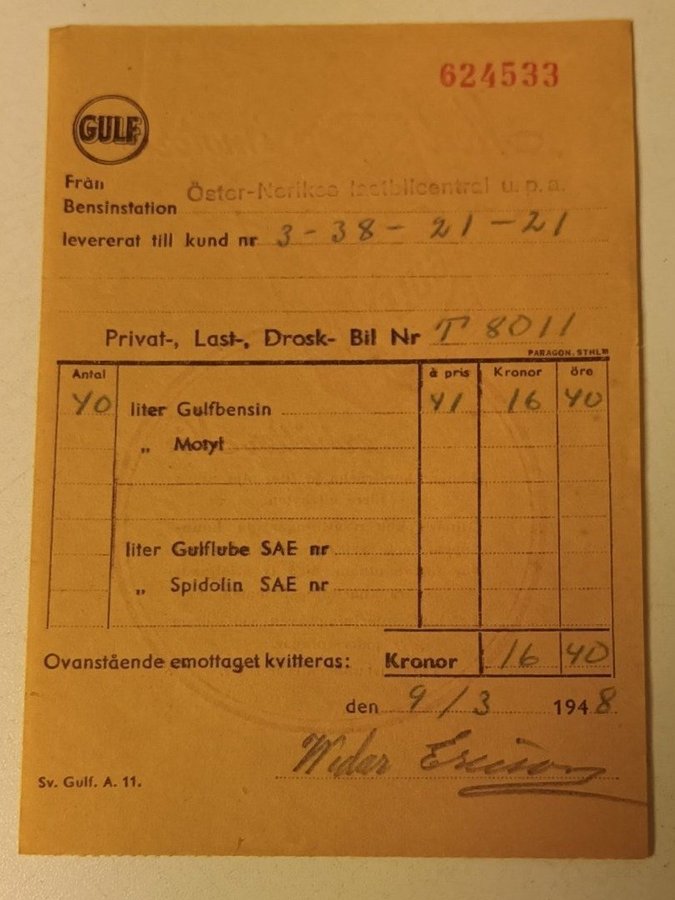 624533
GULF
Från
Bensinstation Öster-Nerikes lastbilcentral u.p.a.
levererat till kund nr 3-38-21-21
Privat-, Last-, Drosk- Bil Nr T 8011
PARAGON, STHLM
Antal à pris Kronor öre
40 liter Gulfbensin 41 16 40
„ Motyl
liter Gulflube SAE nr
„ Spidolin SAE nr
Ovanstående emottaget kvitteras: Kronor 16 40
den 9/3 1948
Widar Ericson
Sv. Gulf. A. 11.